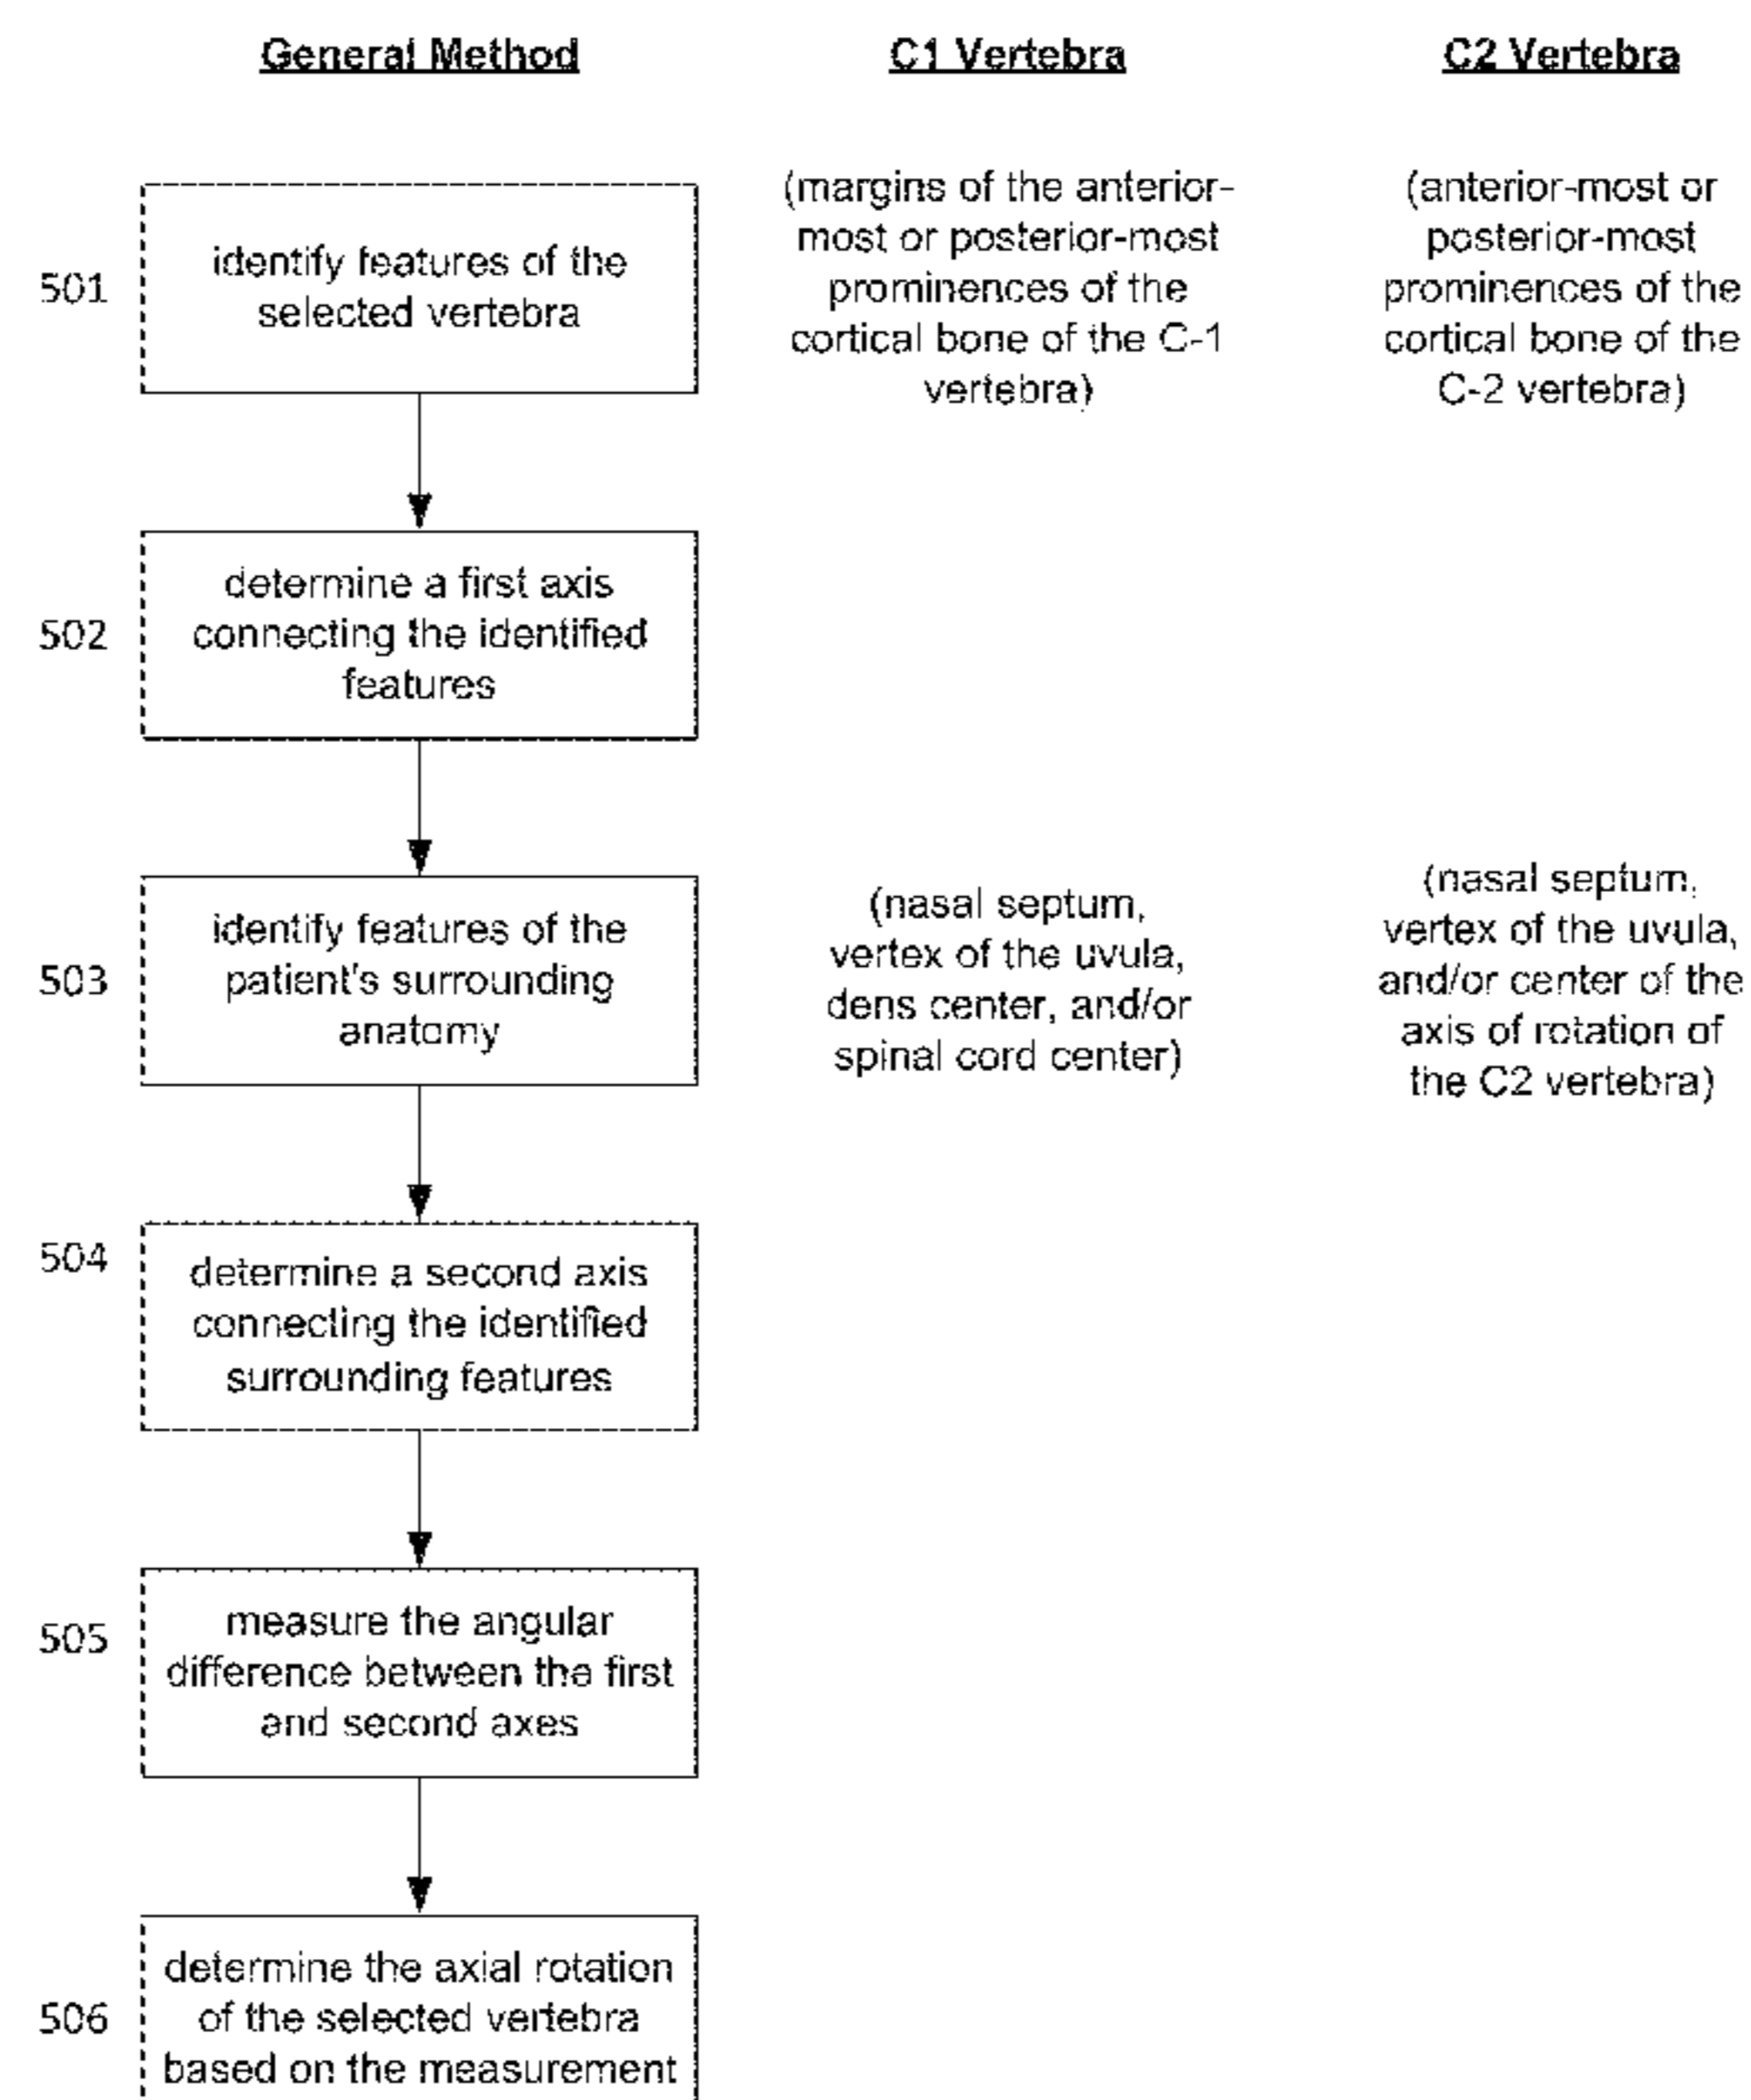 General Method
C1 Vertebra
C2 Vertebra
501
identify features of the
selected vertebra
(margins of the anterior-
most or posterior-most
prominences of the
cortical bone of the C-1
vertebra)
(anterior-most or
posterior-most
prominences of the
cortical bone of the
C-2 vertebra)
502
determine a first axis
connecting the identified
features
503
identify features of the
patient's surrounding
anatomy
(nasal septum,
vertex of the uvula,
dens center, and/or
spinal cord center)
(nasal septum,
vertex of the uvula,
and/or center of the
axis of rotation of
the C2 vertebra)
504
determine a second axis
connecting the identified
surrounding features
505
measure the angular
difference between the first
and second axes
506
determine the axial rotation
of the selected vertebra
based on the measurement